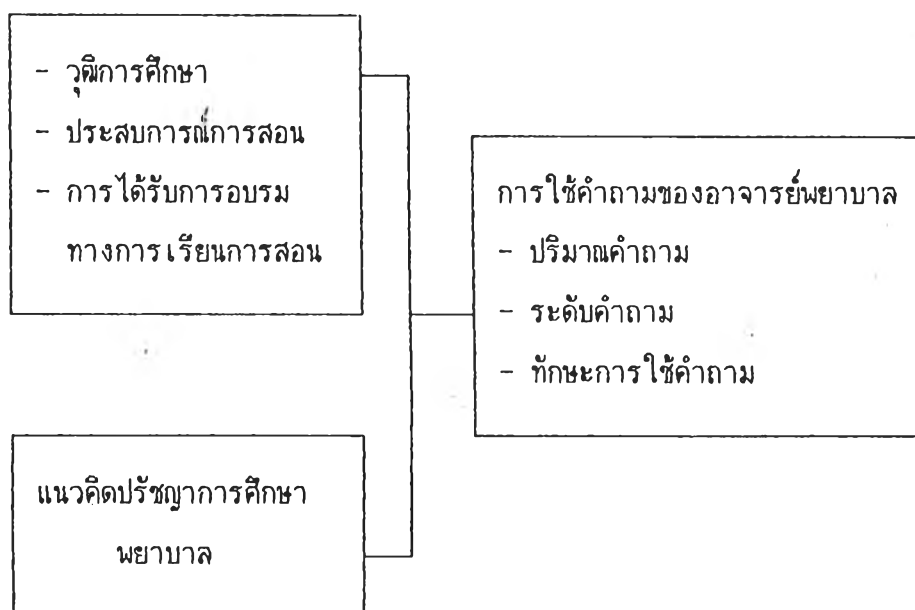 - วุฒิการศึกษา
- ประสบการณ์การสอน
- การได้รับการอบรม
ทางการเรียนการสอน
การใช้คำถามของอาจารย์พยาบาล
- ปริมาณคำถาม
- ระดับคำถาม
- ทักษะการใช้คำถาม
แนวคิดปรัชญาการศึกษา
พยาบาล